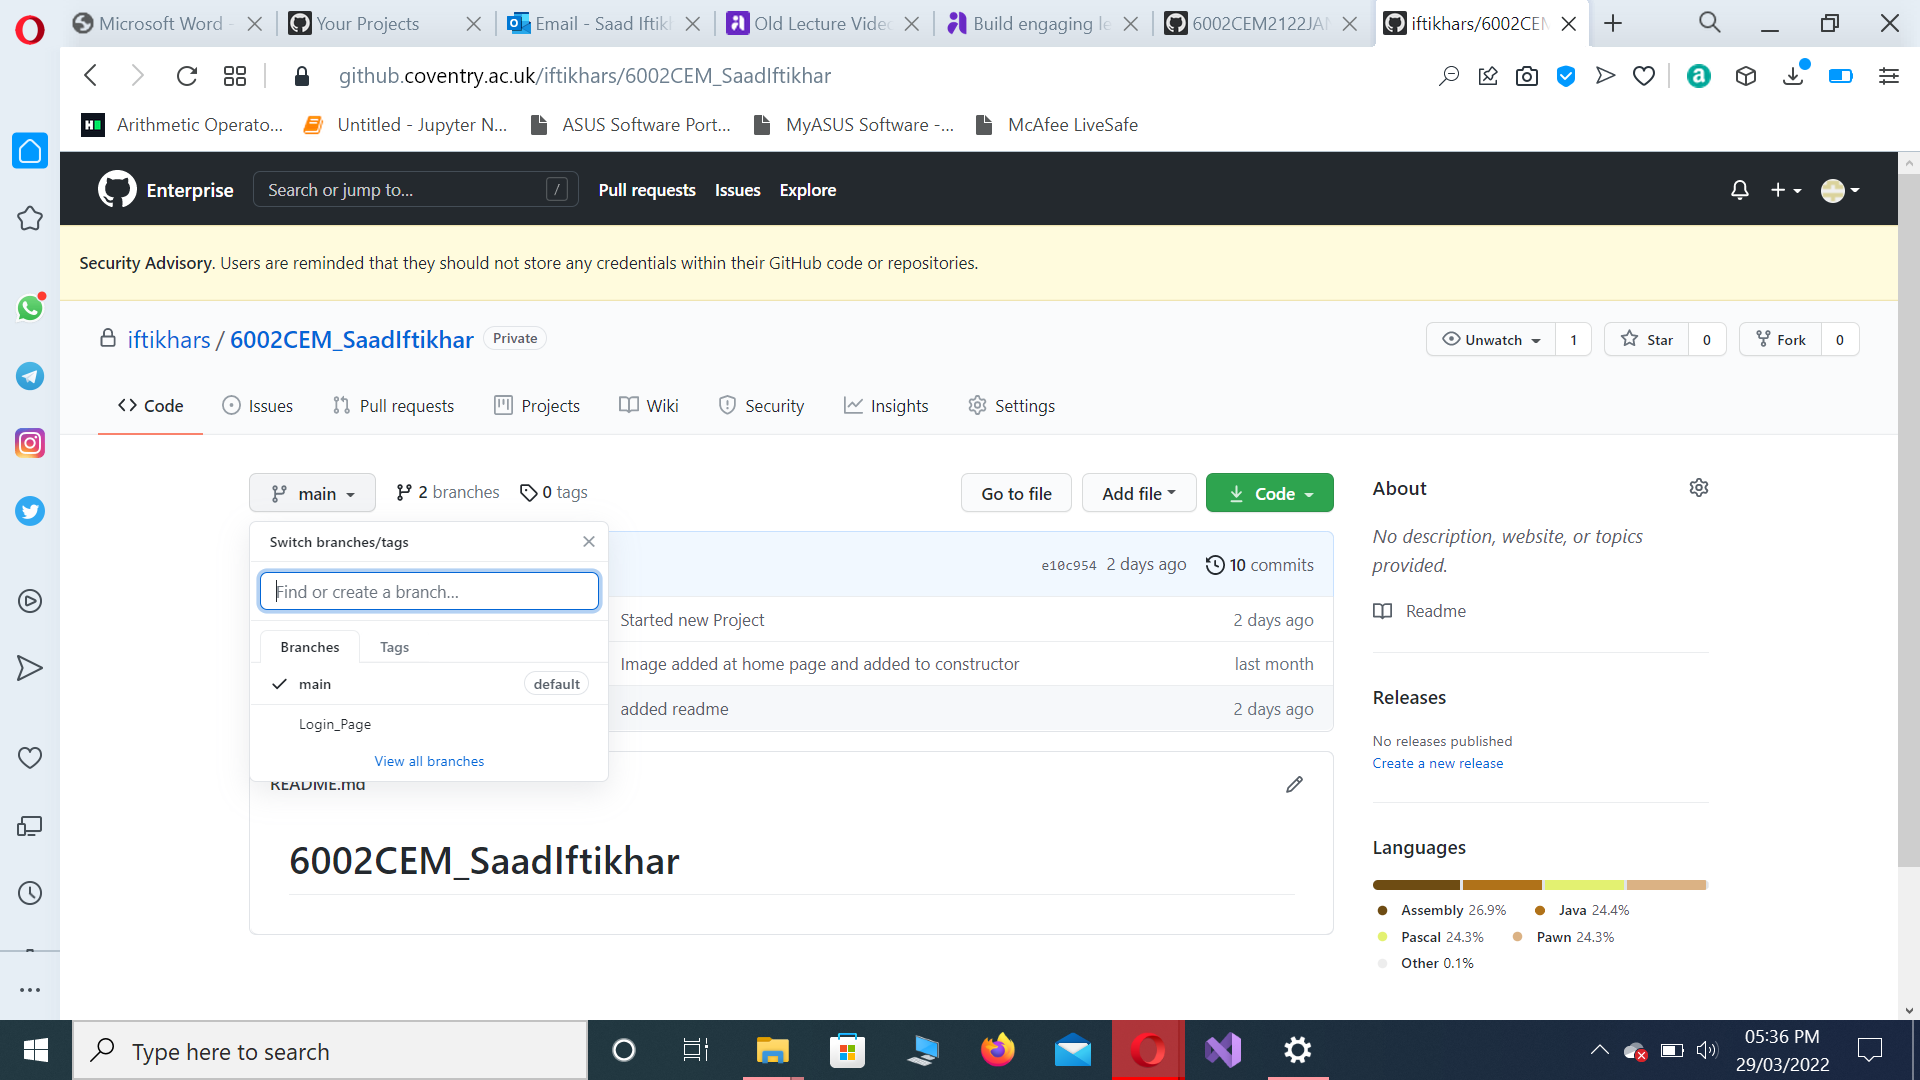 Microsoft Word -
Your Projects
Email - Saad Iftikh
Old Lecture Video
Build engaging le
6002CEM2122JAN
iftikhars/6002CEM
github.coventry.ac.uk/iftikhars/6002CEM_SaadIftikhar
Arithmetic Operato...
Untitled - Jupyter N...
ASUS Software Port...
MyASUS Software -...
McAfee LiveSafe
Enterprise
Search or jump to...
/
Pull requests
Issues
Explore
Security Advisory. Users are reminded that they should not store any credentials within their GitHub code or repositories.
iftikhars / 6002CEM_SaadIftikhar
Private
Unwatch
1
Star
0
Fork
0
Code
Issues
Pull requests
Projects
Wiki
Security
Insights
Settings
main
2 branches
0 tags
Go to file
Add file
Code
Switch branches/tags
Find or create a branch...
Branches
Tags
main
default
Login_Page
View all branches
e10c954
2 days ago
10 commits
Started new Project
2 days ago
Image added at home page and added to constructor
last month
added readme
2 days ago
README.md
6002CEM_SaadIftikhar
About
No description, website, or topics
provided.
Readme
Releases
No releases published
Create a new release
Languages
Assembly 26.9%
Java 24.4%
Pascal 24.3%
Pawn 24.3%
Other 0.1%
Type here to search
05:36 PM
29/03/2022